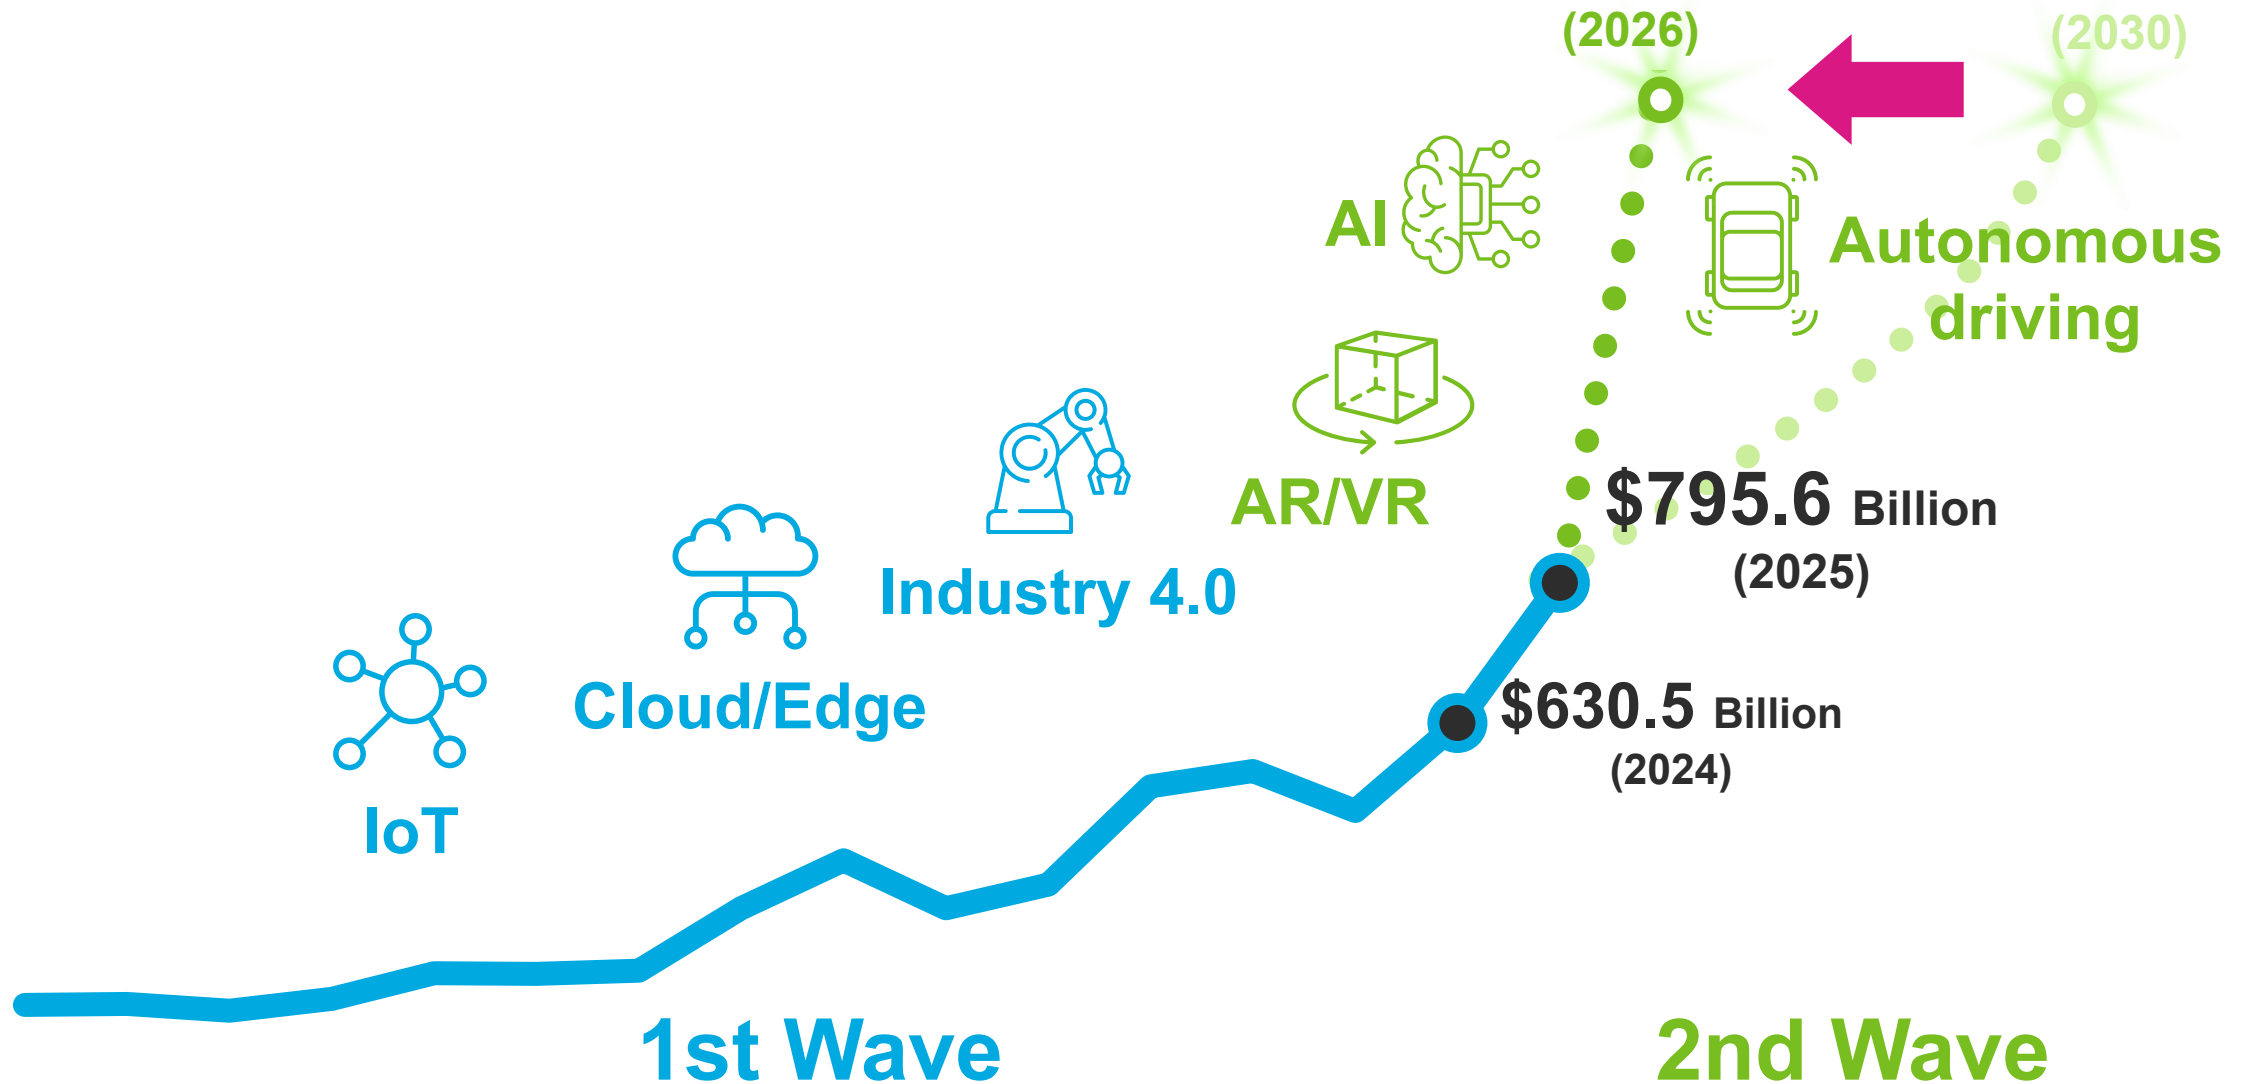 (2026)
(2030)
AI
Autonomous
driving
AR/VR
$795.6 Billion
(2025)
Industry 4.0
$630.5 Billion
(2024)
Cloud/Edge
IoT
1st Wave
2nd Wave